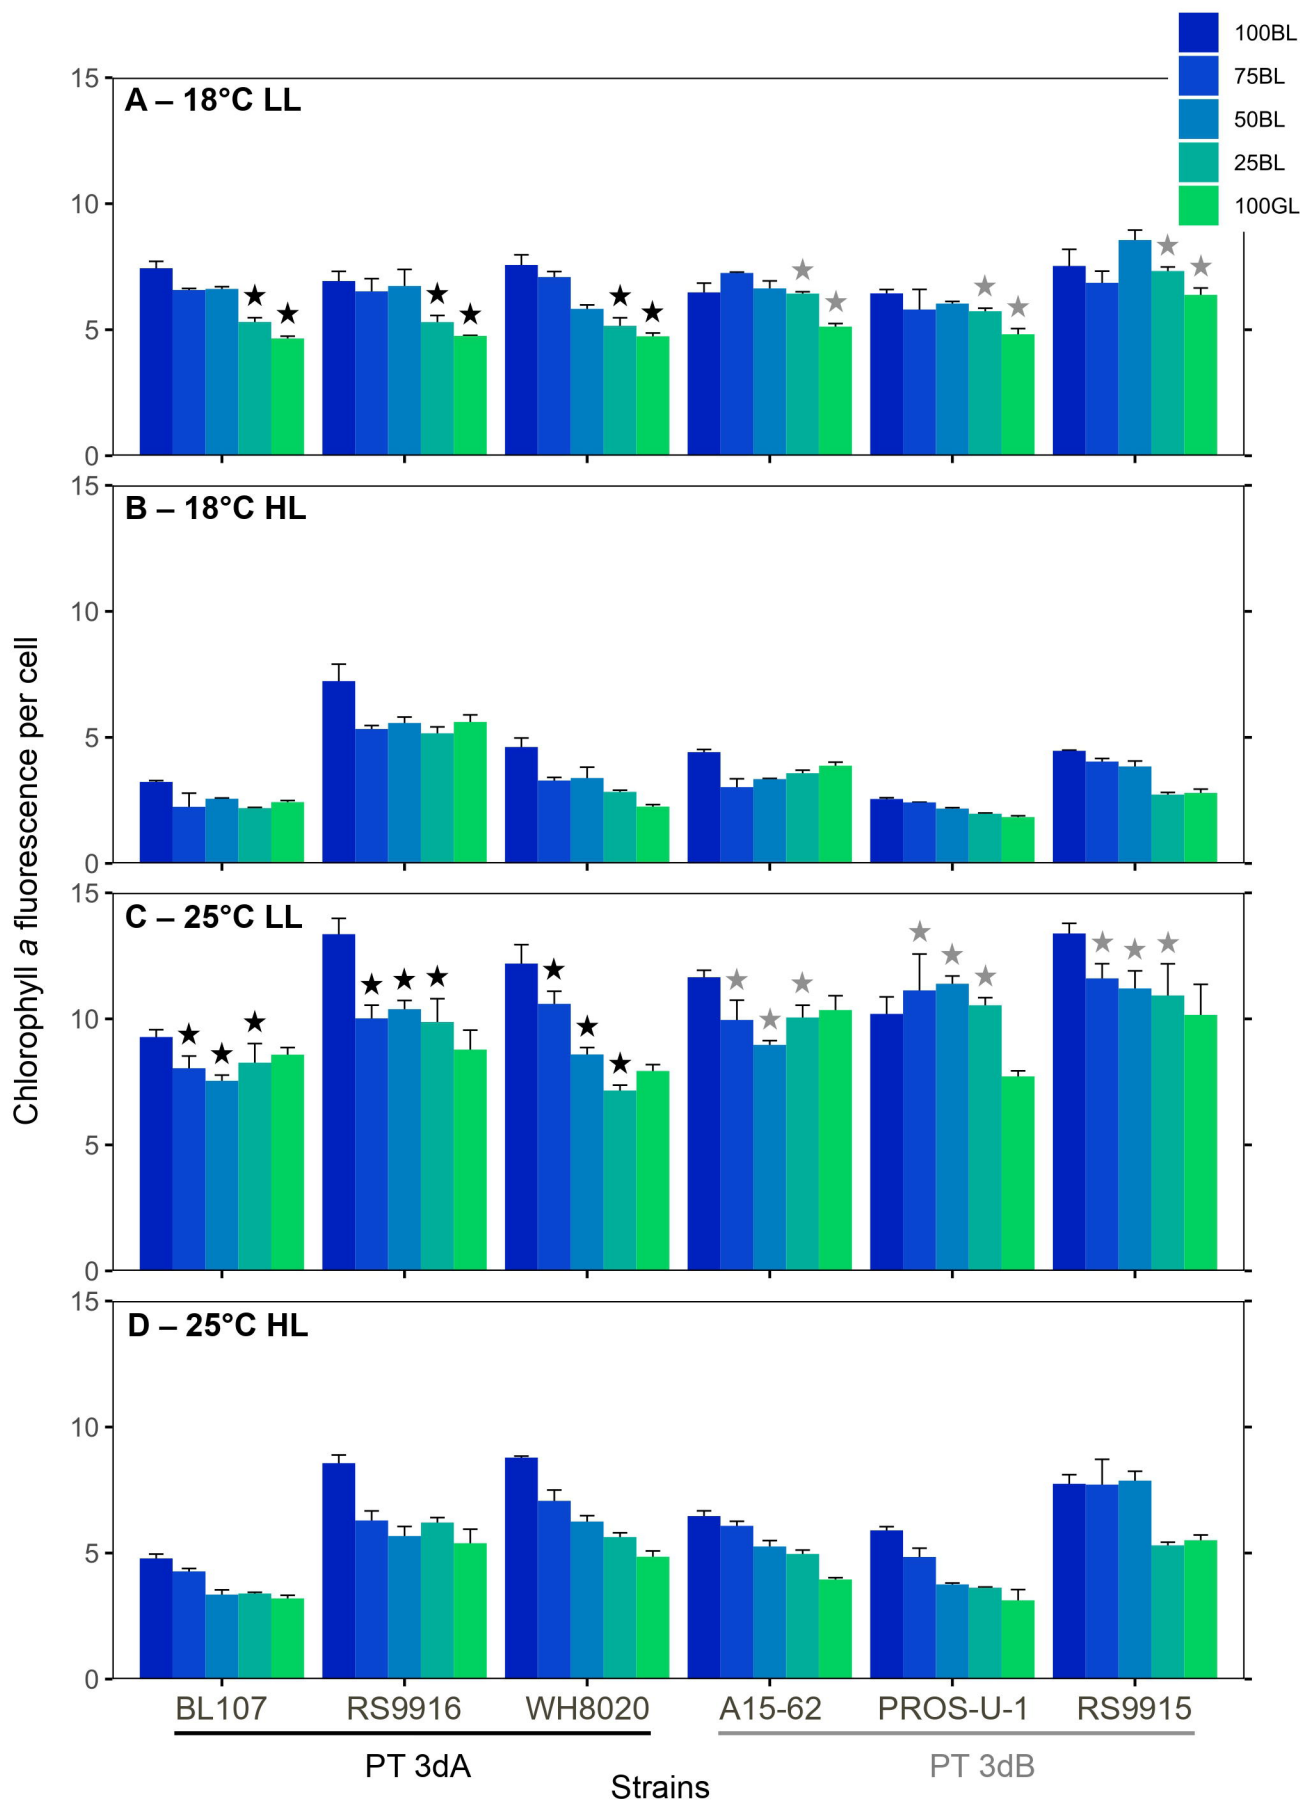 100BL
75BL
50BL
25BL
100GL
A – 18°C LL
15
10
5
0
B – 18°C HL
15
10
5
0
Chlorophyll a fluorescence per cell
C – 25°C LL
15
10
5
0
D – 25°C HL
15
10
5
0
BL107 RS9916 WH8020 A15-62 PROS-U-1 RS9915
PT 3dA PT 3dB
Strains